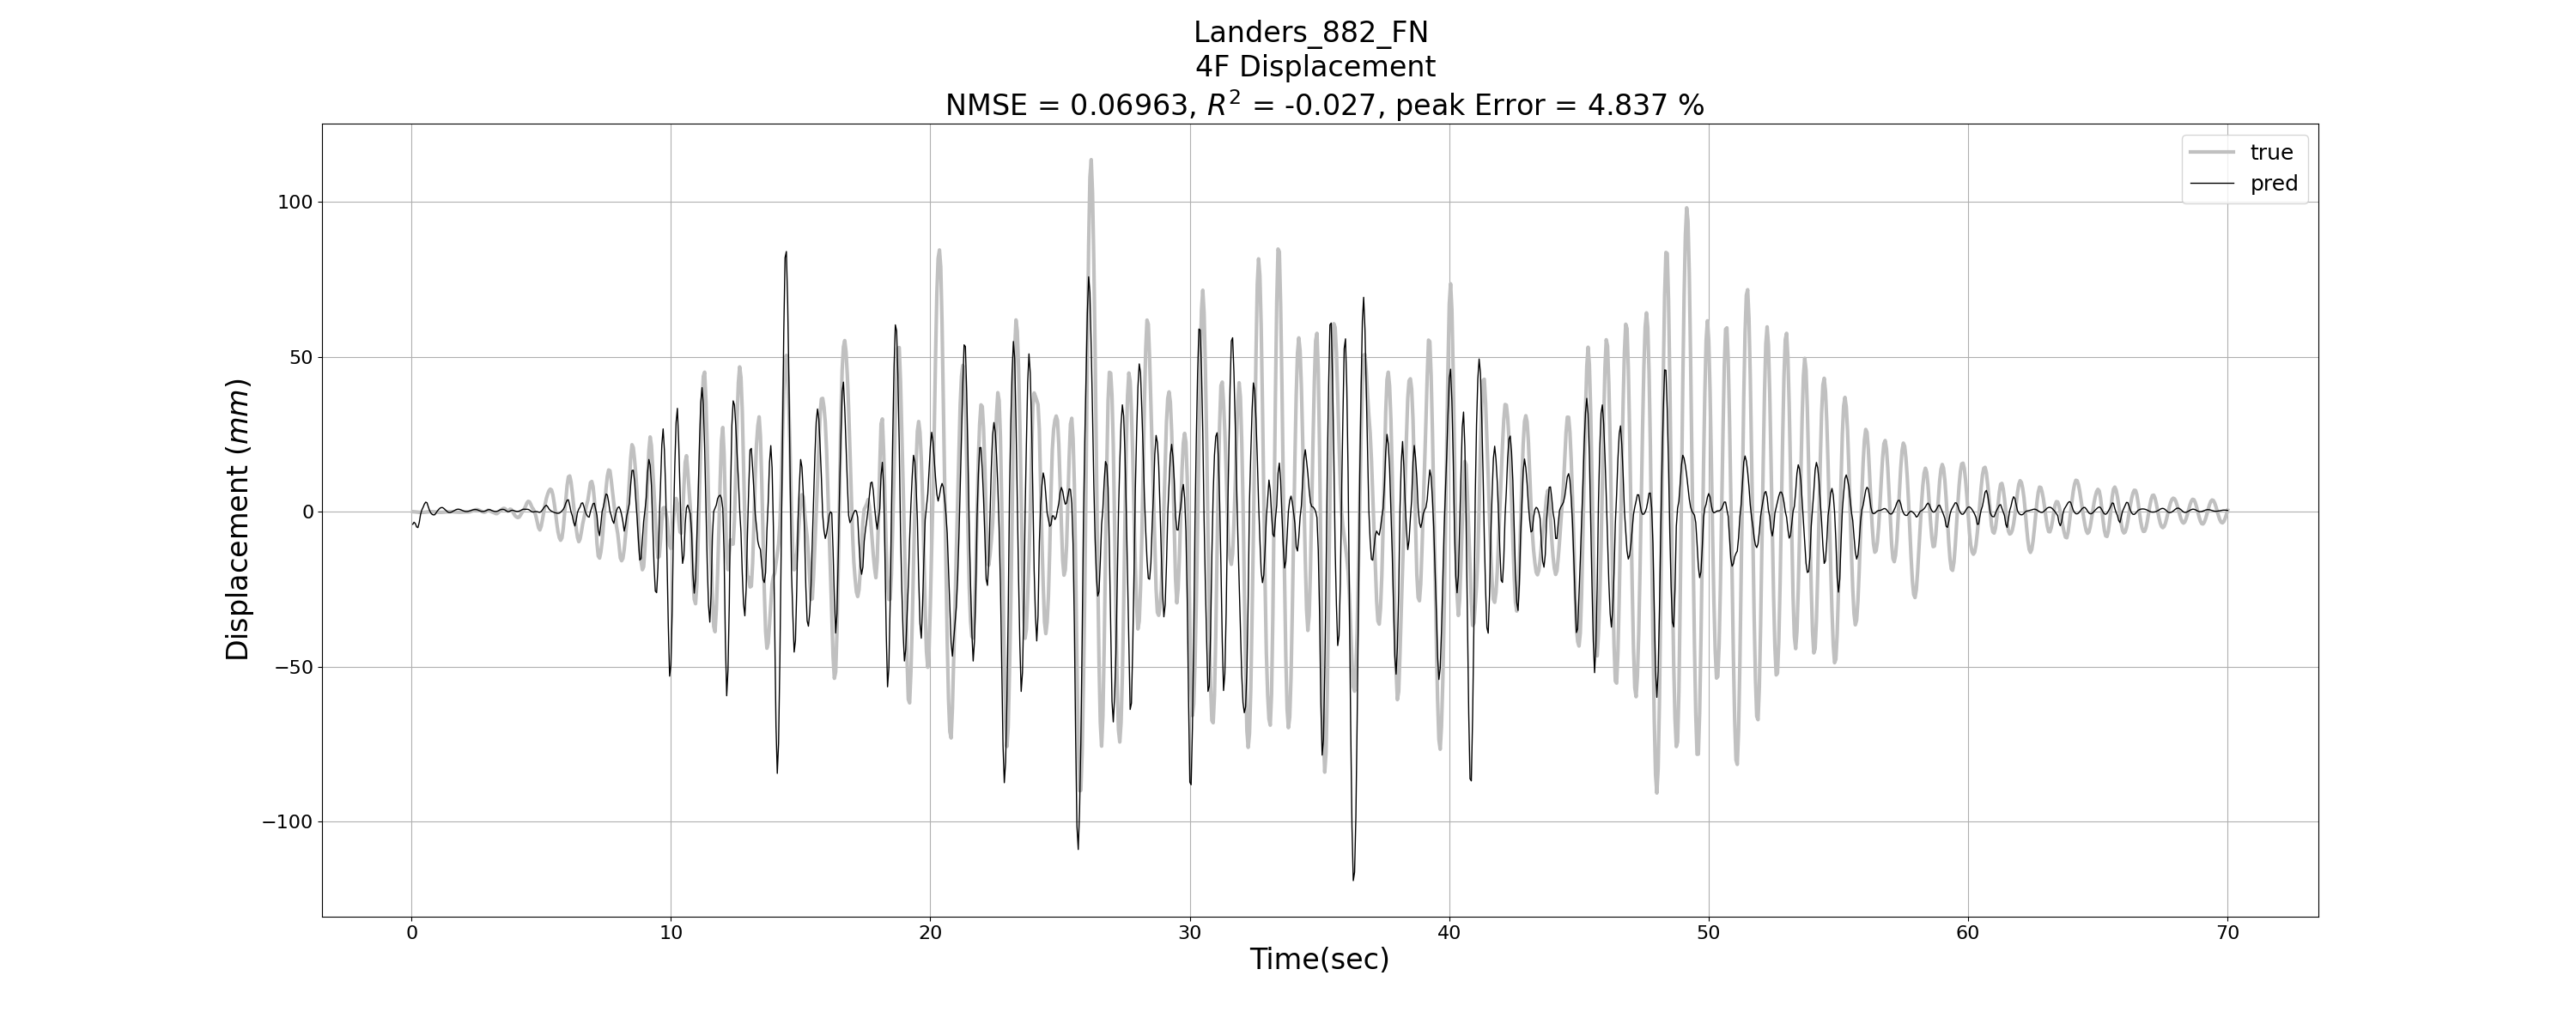 Landers_882_FN
4F Displacement
NMSE = 0.06963, R² = -0.027, peak Error = 4.837 %
true
pred
100
50
0
−50
−100
Displacement (mm)
0 10 20 30 40 50 60 70
Time(sec)